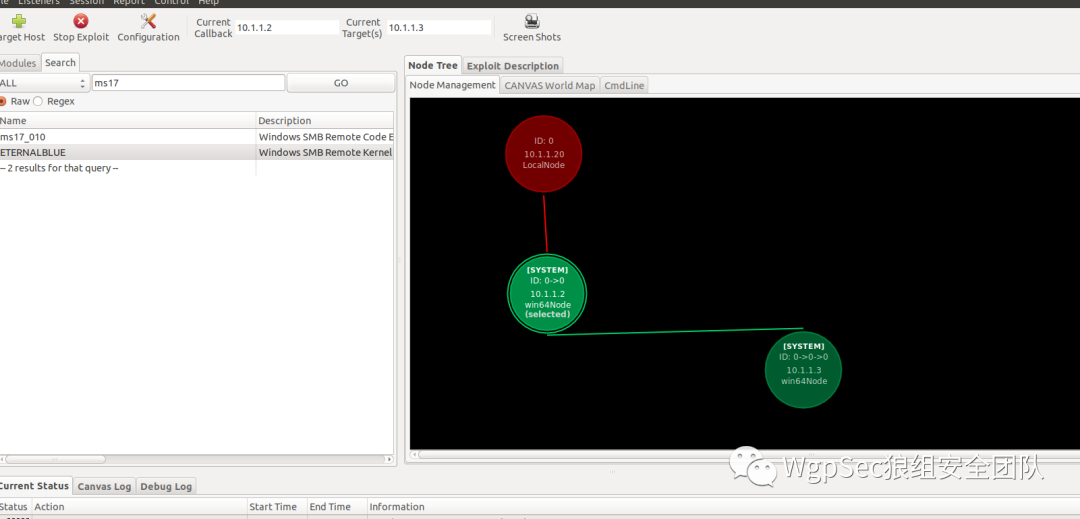 Listeners Session Report Control Help
arget Host Stop Exploit Configuration Current Callback 10.1.1.2 Current Target(s) 10.1.1.3 Screen Shots
Modules Search
ALL ms17 GO
Raw Regex
Name Description
ms17_010 Windows SMB Remote Code E
ETERNALBLUE Windows SMB Remote Kernel
-- 2 results for that query --
Node Tree Exploit Description
Node Management CANVAS World Map CmdLine
ID: 0
10.1.1.20
LocalNode
[SYSTEM]
ID: 0->0
10.1.1.2
win64Node
(selected)
[SYSTEM]
ID: 0->0->0
10.1.1.3
win64Node
WgpSec狼组安全团队
Current Status Canvas Log Debug Log
Status Action Start Time End Time Information